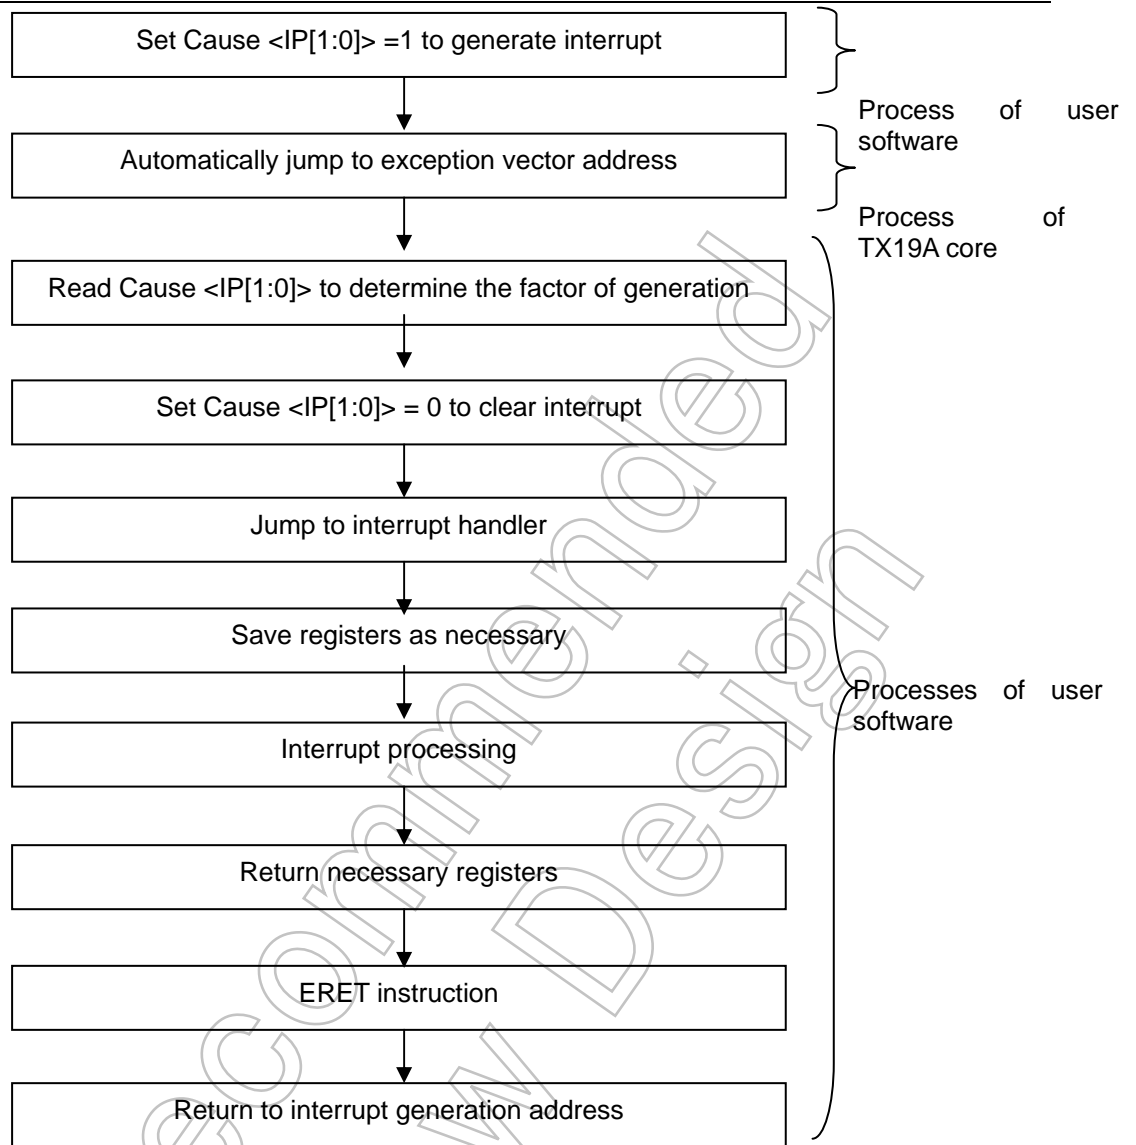 Set Cause <IP[1:0]> =1 to generate interrupt
Process of user
software
Automatically jump to exception vector address
Process of
TX19A core
Read Cause <IP[1:0]> to determine the factor of generation
Set Cause <IP[1:0]> = 0 to clear interrupt
Jump to interrupt handler
Save registers as necessary
Processes of user
software
Interrupt processing
Return necessary registers
ERET instruction
Return to interrupt generation address
ecommended
w Design